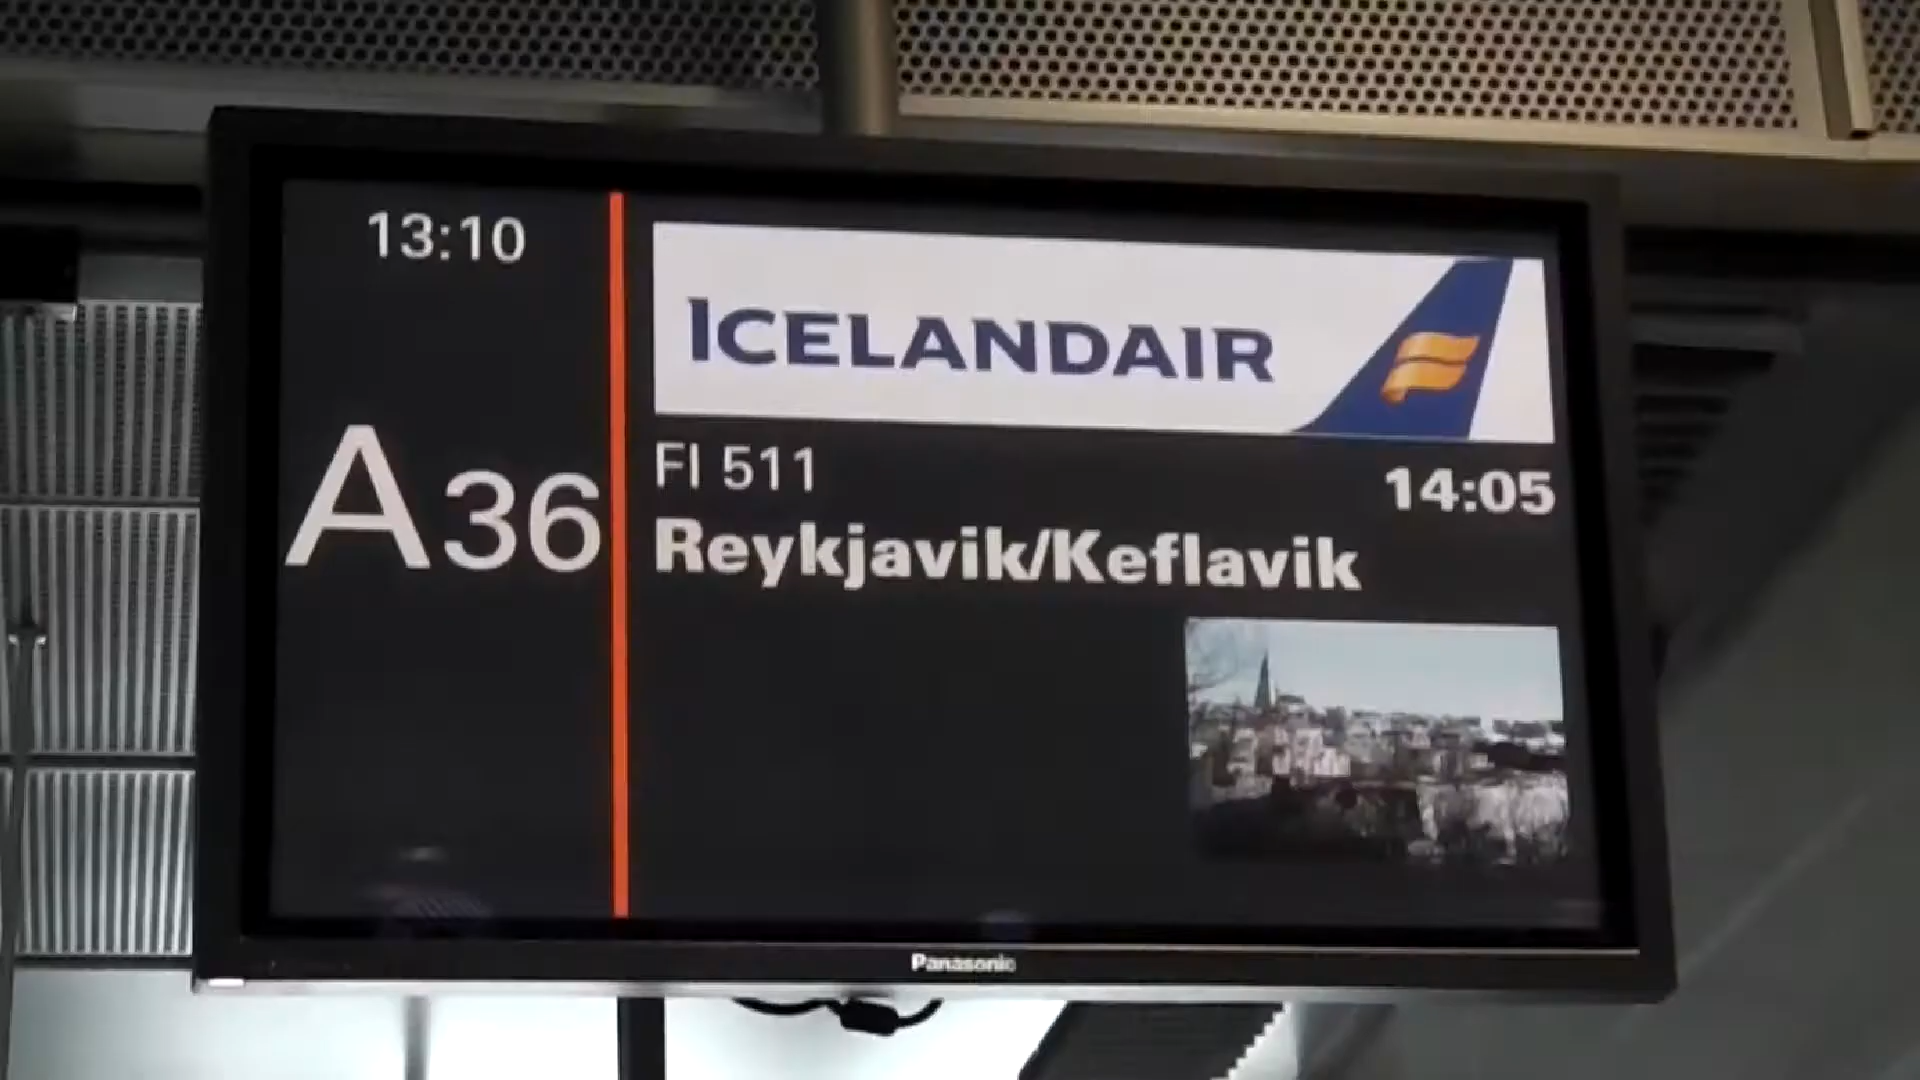 13:10
A36
ICELANDAIR
FI 511
14:05
Reykjavik/Keflavik
Panasonic